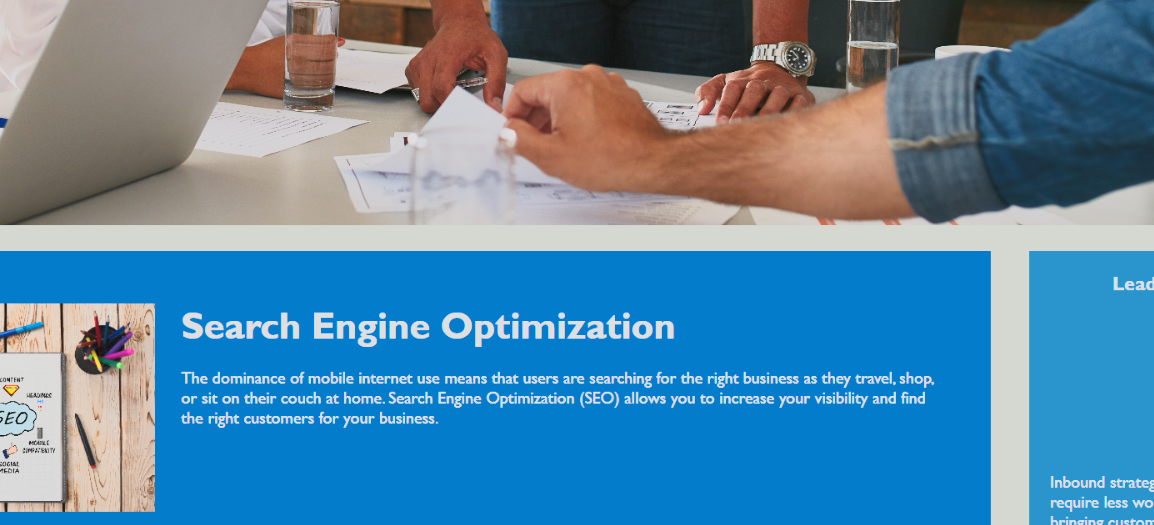 Search Engine Optimization
The dominance of mobile internet use means that users are searching for the right business as they travel, shop,
or sit on their couch at home. Search Engine Optimization (SEO) allows you to increase your visibility and find
the right customers for your business.
CONTENT
HEADINGS
SEO
MOBILE
COMPATIBILITY
SOCIAL
MEDIA
Lead
Inbound strateg
require less wo
bringing custom